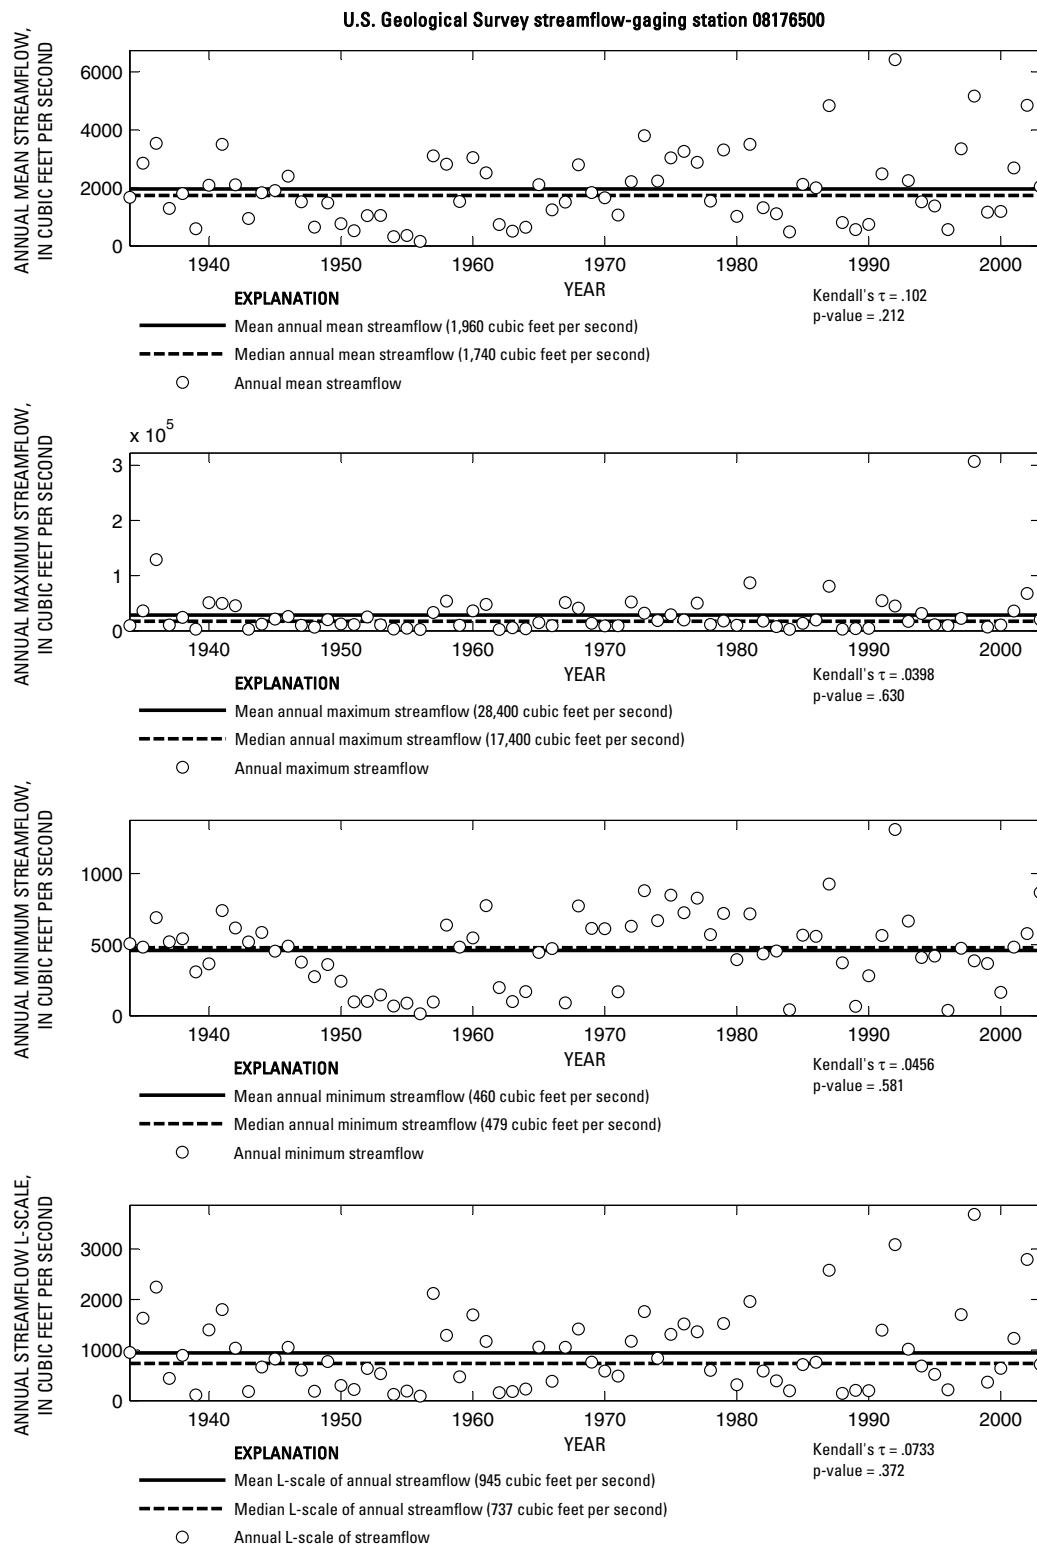 U.S. Geological Survey streamflow-gaging station 08176500
ANNUAL MEAN STREAMFLOW,
IN CUBIC FEET PER SECOND
6000
4000
2000
0
1940 1950 1960 1970 1980 1990 2000
YEAR
EXPLANATION
Mean annual mean streamflow (1,960 cubic feet per second)
Median annual mean streamflow (1,740 cubic feet per second)
Annual mean streamflow
Kendall's τ = .102
p-value = .212
ANNUAL MAXIMUM STREAMFLOW,
IN CUBIC FEET PER SECOND
x 10⁵
3
2
1
0
1940 1950 1960 1970 1980 1990 2000
YEAR
EXPLANATION
Mean annual maximum streamflow (28,400 cubic feet per second)
Median annual maximum streamflow (17,400 cubic feet per second)
Annual maximum streamflow
Kendall's τ = .0398
p-value = .630
ANNUAL MINIMUM STREAMFLOW,
IN CUBIC FEET PER SECOND
1000
500
0
1940 1950 1960 1970 1980 1990 2000
YEAR
EXPLANATION
Mean annual minimum streamflow (460 cubic feet per second)
Median annual minimum streamflow (479 cubic feet per second)
Annual minimum streamflow
Kendall's τ = .0456
p-value = .581
ANNUAL STREAMFLOW L-SCALE,
IN CUBIC FEET PER SECOND
3000
2000
1000
0
1940 1950 1960 1970 1980 1990 2000
YEAR
EXPLANATION
Mean L-scale of annual streamflow (945 cubic feet per second)
Median L-scale of annual streamflow (737 cubic feet per second)
Annual L-scale of streamflow
Kendall's τ = .0733
p-value = .372